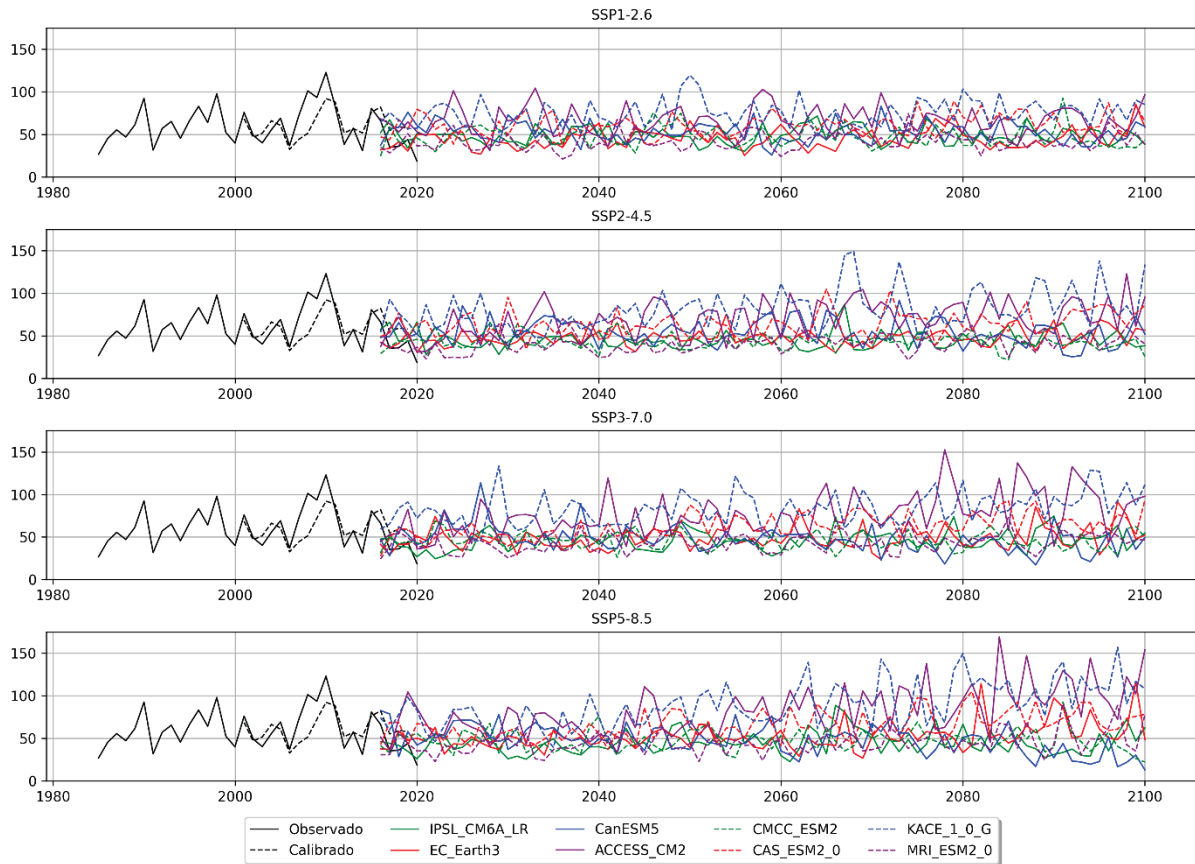 SSP1-2.6
150
100
50
0
1980 2000 2020 2040 2060 2080 2100
SSP2-4.5
150
100
50
0
1980 2000 2020 2040 2060 2080 2100
SSP3-7.0
150
100
50
0
1980 2000 2020 2040 2060 2080 2100
SSP5-8.5
150
100
50
0
1980 2000 2020 2040 2060 2080 2100
Observado IPSL_CM6A_LR CanESM5 CMCC_ESM2 KACE_1_0_G
Calibrado EC_Earth3 ACCESS_CM2 CAS_ESM2_0 MRI_ESM2_0